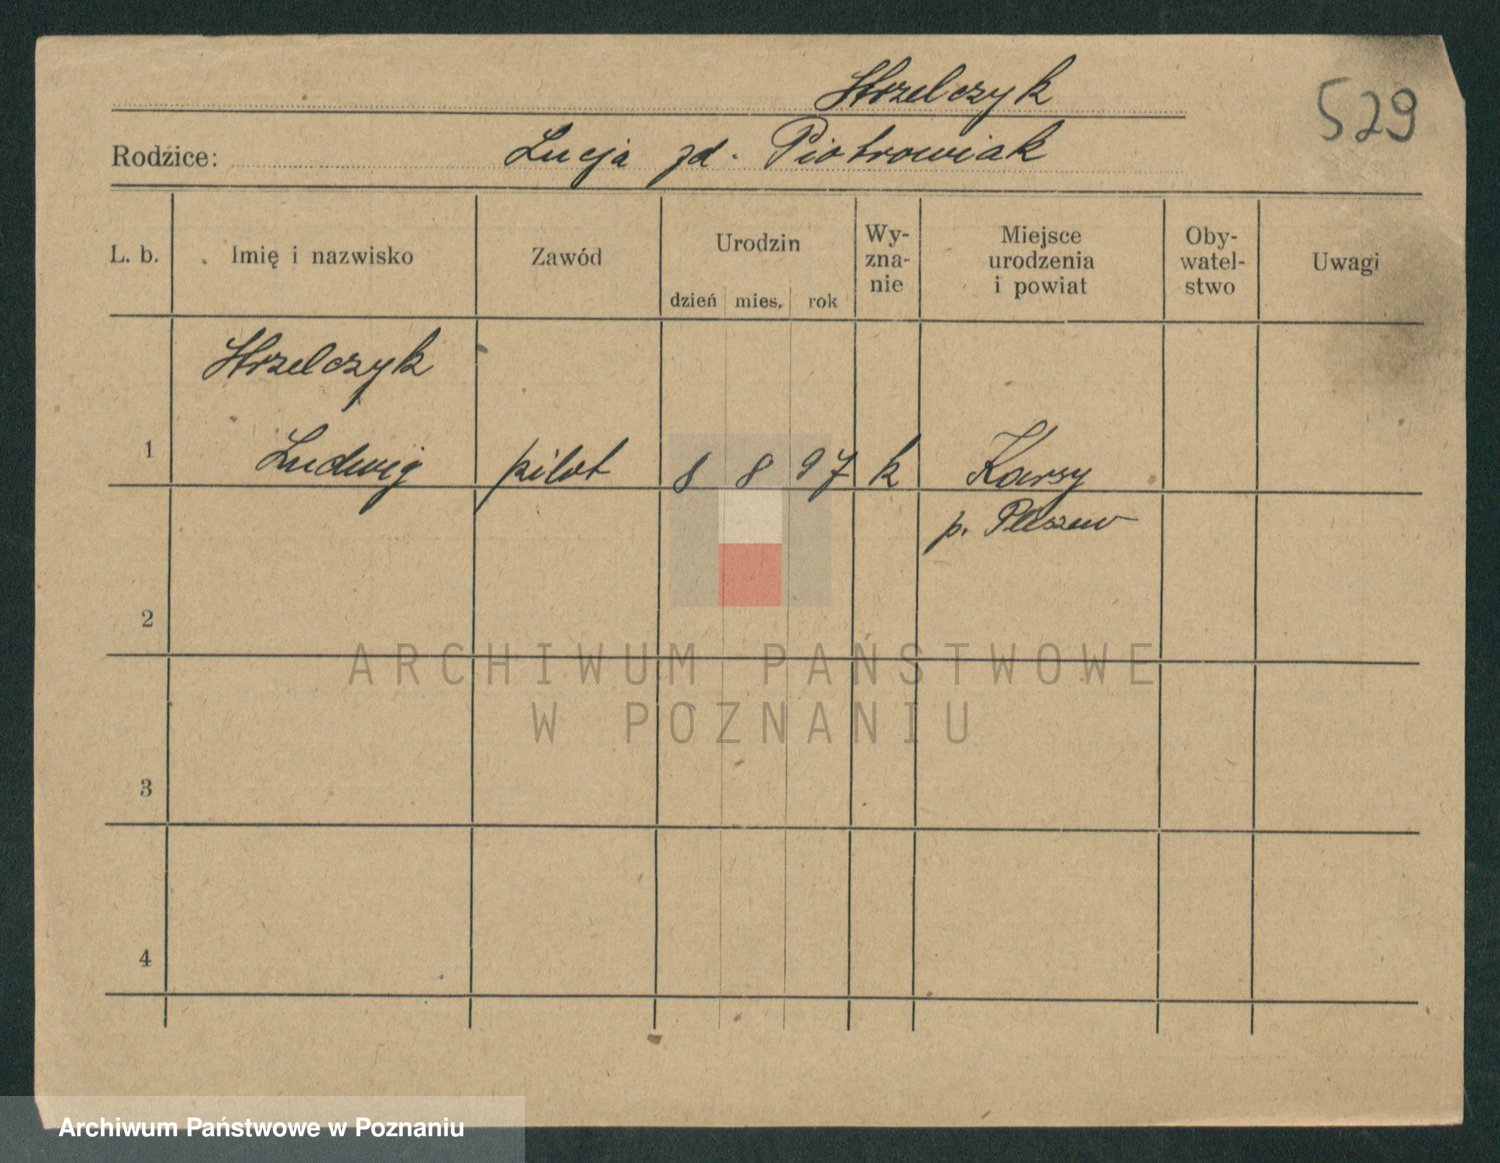 Strzelczyk
529
Rodzice: Lucja zd. Piotrowiak
L. b. Imię i nazwisko Zawód Urodzin Wy- Miejsce Oby- Uwagi
zna- urodzenia watel-
nie i powiat stwo
dzień mies. rok
Strzelczyk
1 Ludwig pilot 8 8 97 k Karsy
p. Pleszew
2
ARCHIWUM PAŃSTWOWE
W POZNANIU
3
4
Archiwum Państwowe w Poznaniu